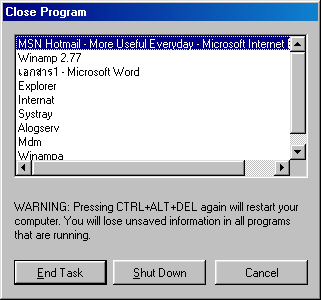 Close Program
MSN Hotmail - More Useful Everyday - Microsoft Internet
Winamp 2.77
เอกสาร1 - Microsoft Word
Explorer
Internat
Systray
Alogserv
Mdm
Winampa
WARNING: Pressing CTRL+ALT+DEL again will restart your
computer. You will lose unsaved information in all programs
that are running.
End Task
Shut Down
Cancel